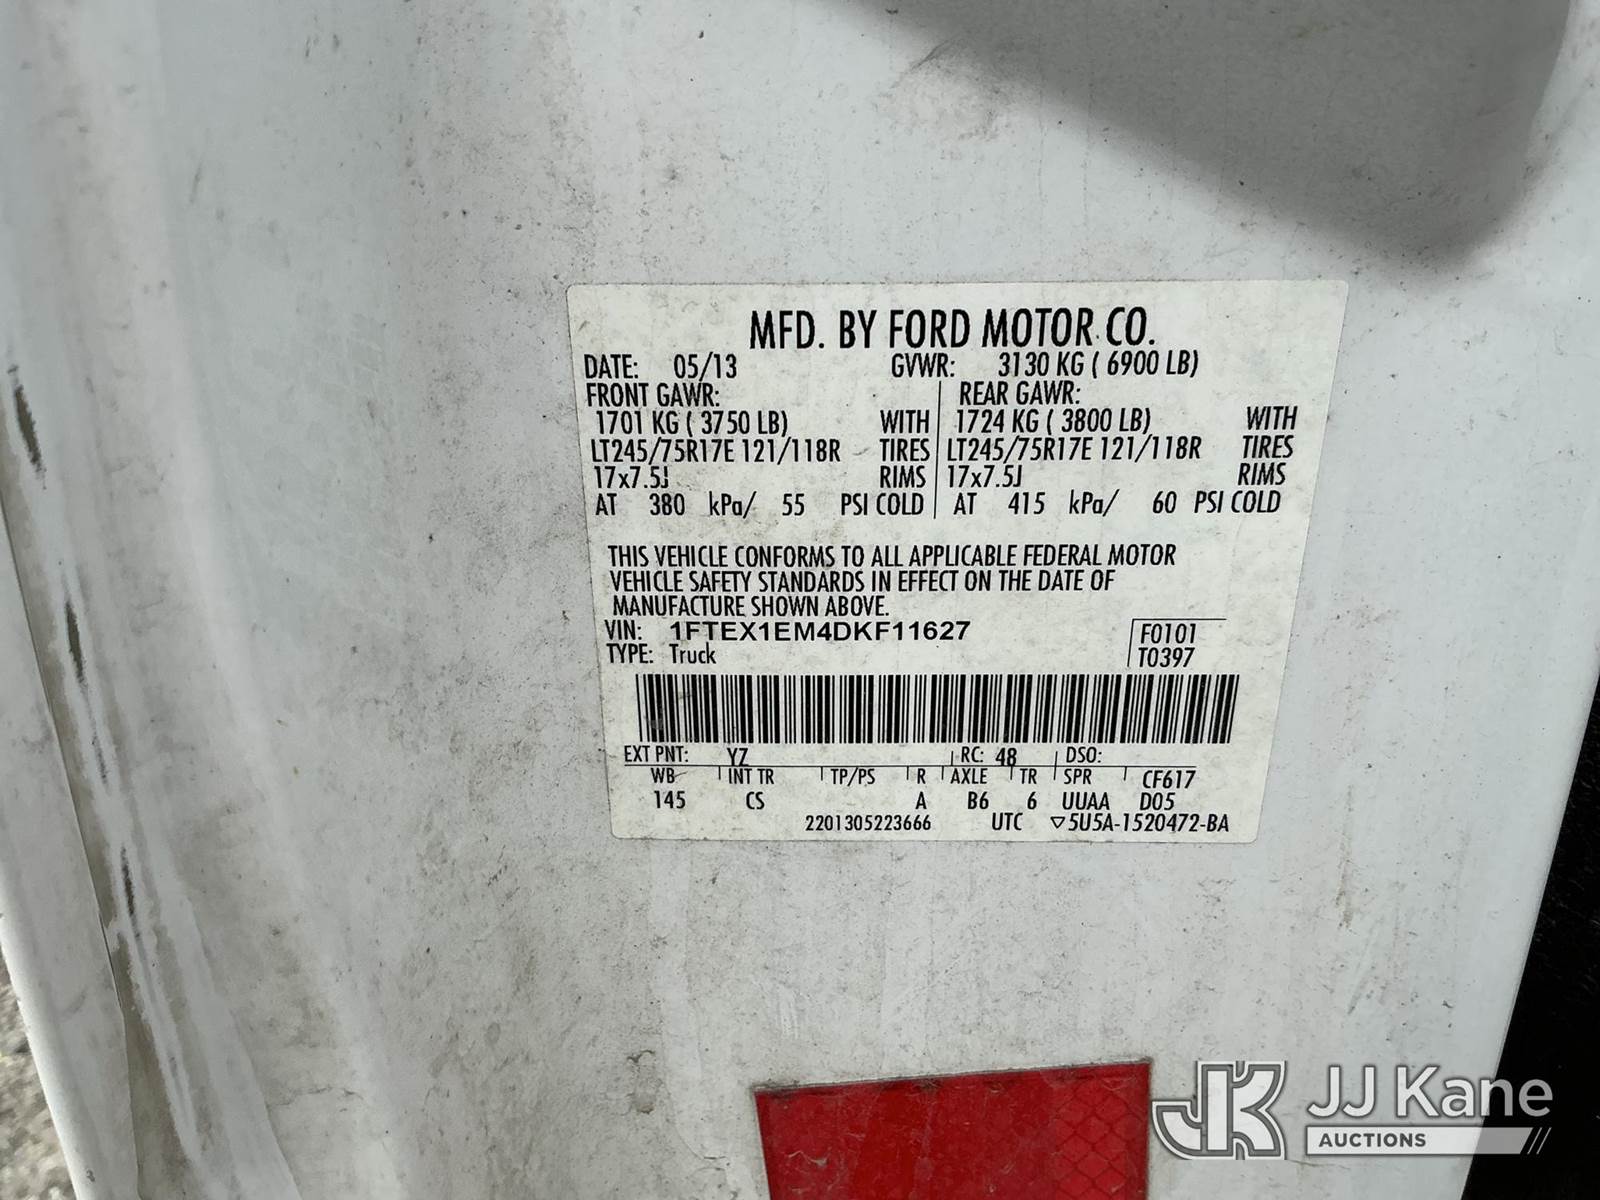 MFD. BY FORD MOTOR CO.
DATE: 05/13 GVWR: 3130 KG ( 6900 LB)
FRONT GAWR: REAR GAWR:
1701 KG ( 3750 LB) WITH 1724 KG ( 3800 LB) WITH
LT245/75R17E 121/118R TIRES LT245/75R17E 121/118R TIRES
17x7.5J RIMS 17x7.5J RIMS
AT 380 kPa/ 55 PSI COLD AT 415 kPa/ 60 PSI COLD
THIS VEHICLE CONFORMS TO ALL APPLICABLE FEDERAL MOTOR
VEHICLE SAFETY STANDARDS IN EFFECT ON THE DATE OF
MANUFACTURE SHOWN ABOVE.
VIN: 1FTEX1EM4DKF11627 F0101
TYPE: Truck T0397
EXT PNT: YZ RC: 48 DSO:
WB INT TR TP/PS R AXLE TR SPR CF617
145 CS A B6 6 UUAA D05
2201305223666 UTC ▽5U5A-1520472-BA
JK JJ Kane
AUCTIONS